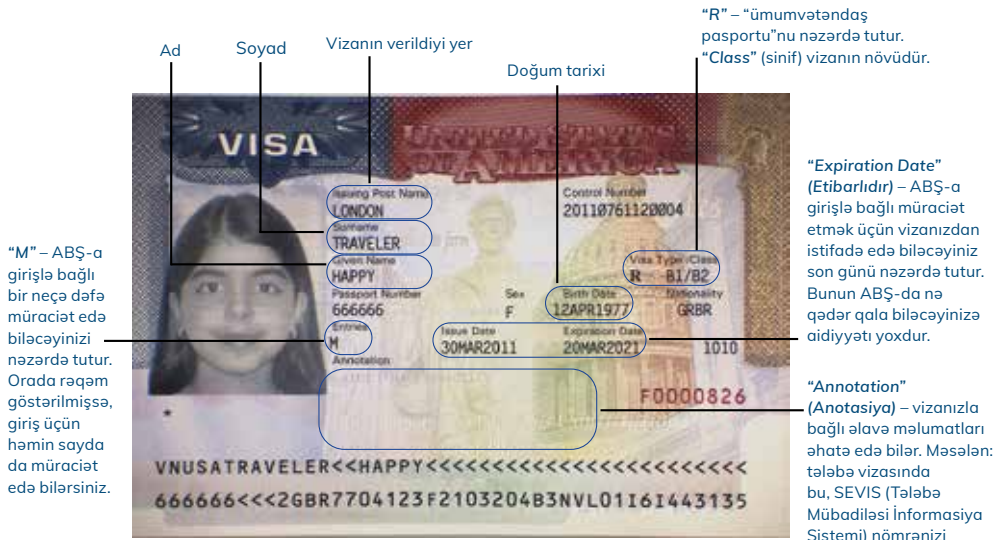 “R” – “ümumvətəndaş
pasportu”nu nəzərdə tutur.
“Class” (sinif) vizanın növüdür.
Ad
Soyad
Vizanın verildiyi yer
Doğum tarixi
VISA
UNITED STATES
OF AMERICA
Issuing Post Name
LONDON
Control Number
20110761120004
Surname
TRAVELER
Given Name
HAPPY
Visa Type /Class
R B1/B2
Passport Number
666666
Sex
F
Birth Date
12APR1977
Nationality
GRBR
Entries
M
Issue Date
30MAR2011
Expiration Date
20MAR2021
1010
Annotation
F0000826
*
VNUSATRAVELER<<HAPPY<<<<<<<<<<<<<<<<<<<<<<<<
666666<<<2GBR7704123F2103204B3NVL01I6I443135
“M” – ABŞ-a
girişlə bağlı
bir neçə dəfə
müraciət edə
biləcəyinizi
nəzərdə tutur.
Orada rəqəm
göstərilmişsə,
giriş üçün
həmin sayda
da müraciət
edə bilərsiniz.
“Expiration Date”
(Etibarlıdır) – ABŞ-a
girişlə bağlı müraciət
etmək üçün vizanızdan
istifadə edə biləcəyiniz
son günü nəzərdə tutur.
Bunun ABŞ-da nə
qədər qala biləcəyinizə
aidiyyəti yoxdur.
“Annotation”
(Anotasiya) – vizanızla
bağlı əlavə məlumatları
əhatə edə bilər. Məsələn:
tələbə vizasında
bu, SEVIS (Tələbə
Mübadiləsi İnformasiya
Sistemi) nömrənizi